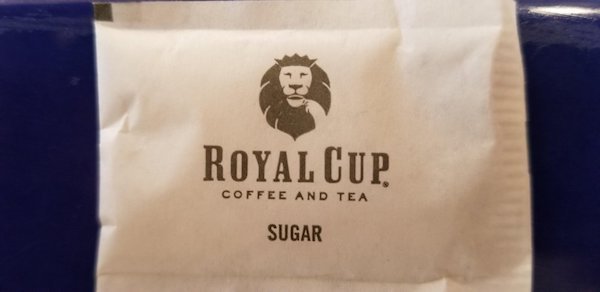 ROYAL CUP®
COFFEE AND TEA
SUGAR